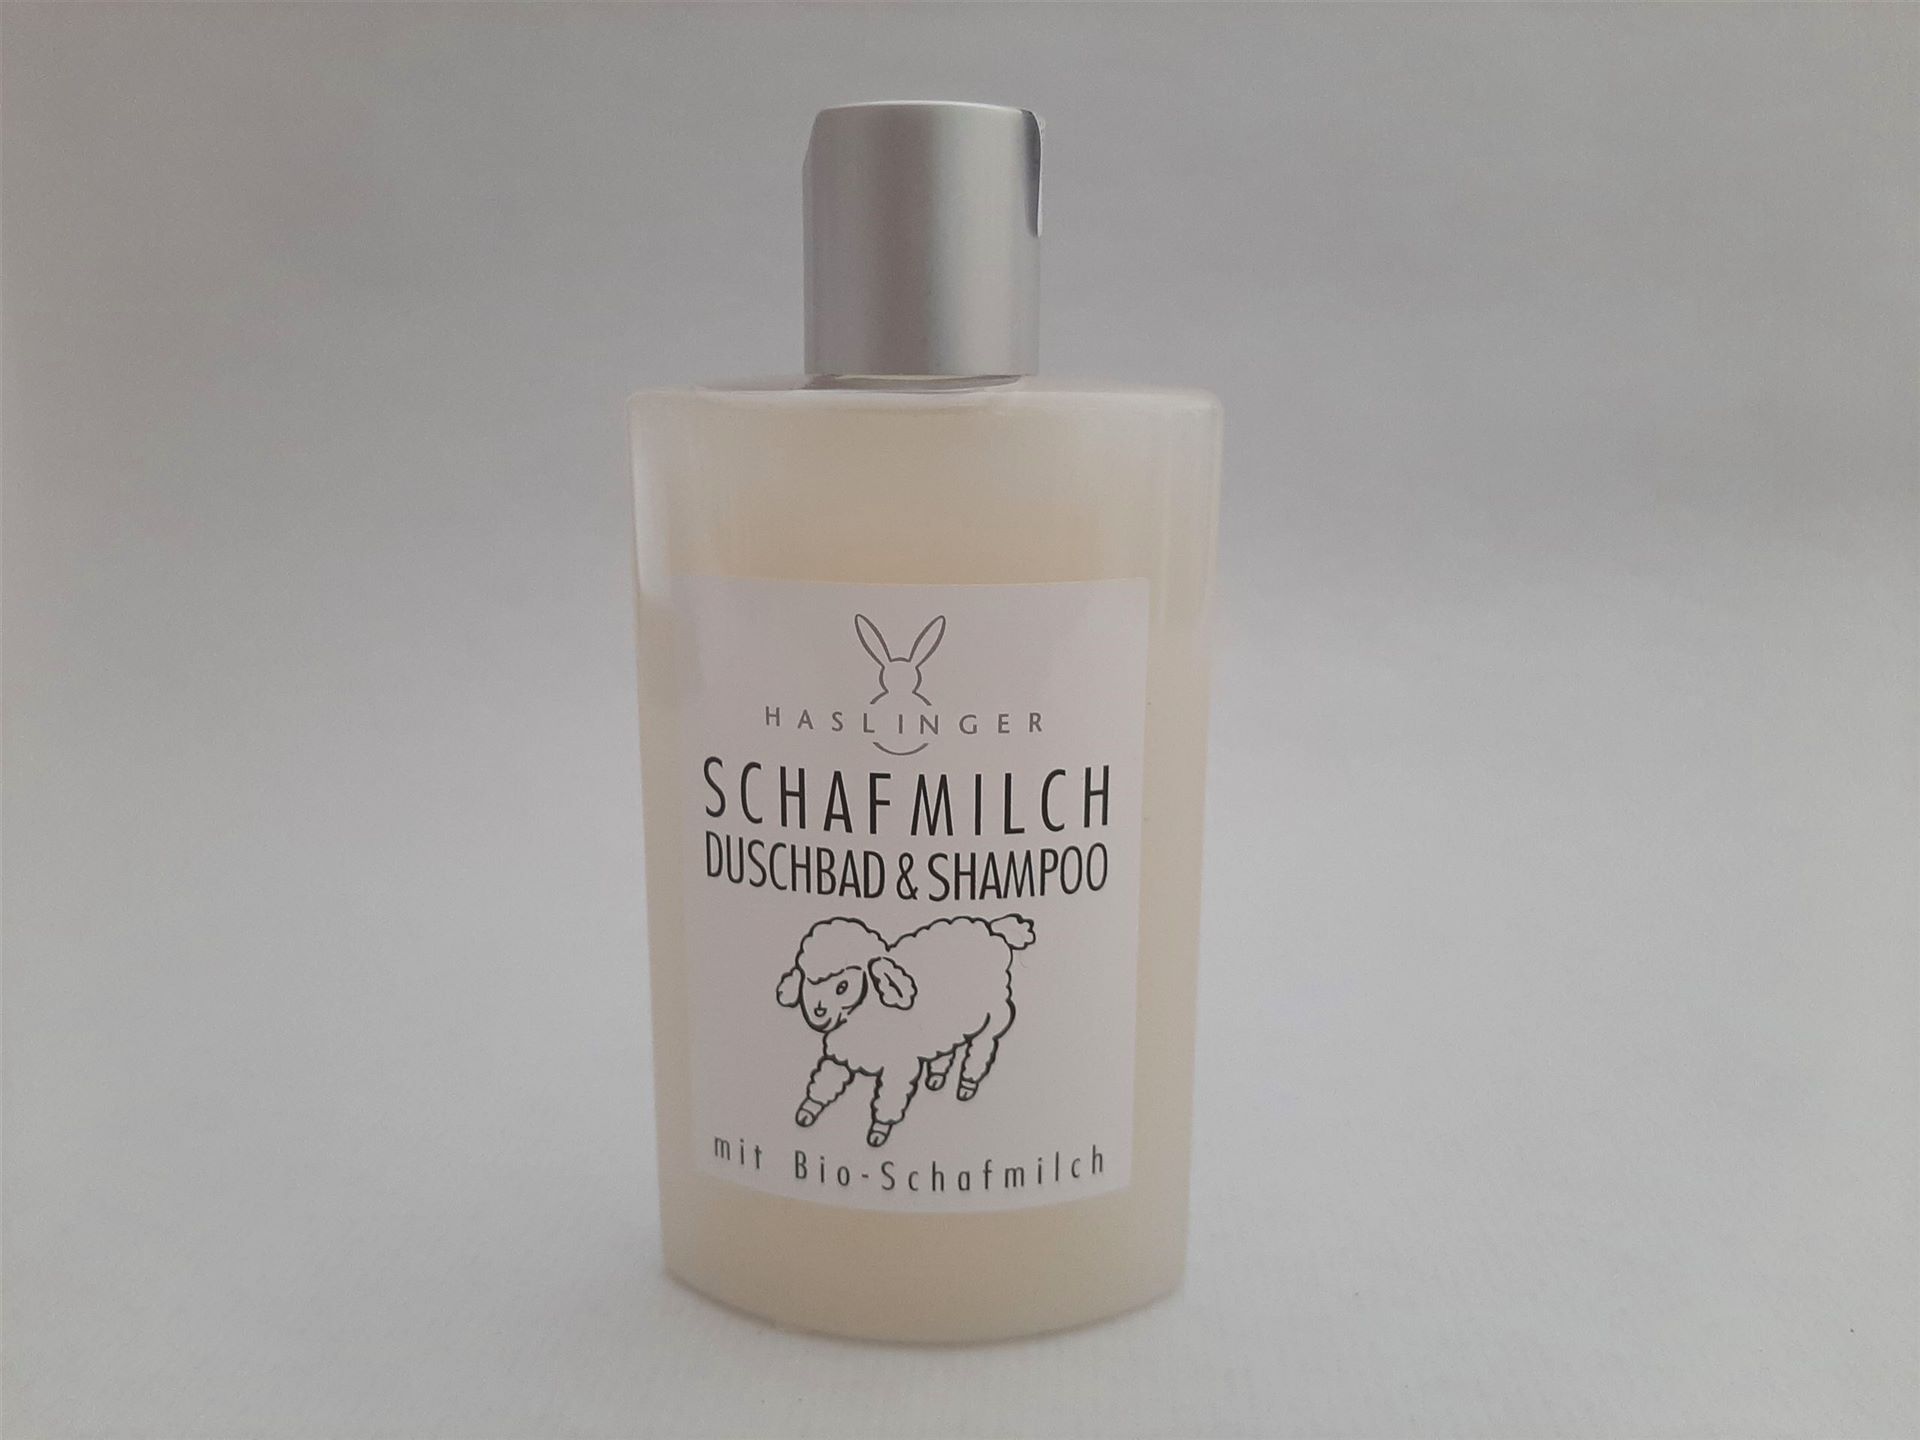 HASLINGER
SCHAFMILCH
DUSCHBAD & SHAMPOO
mit Bio-Schafmilch